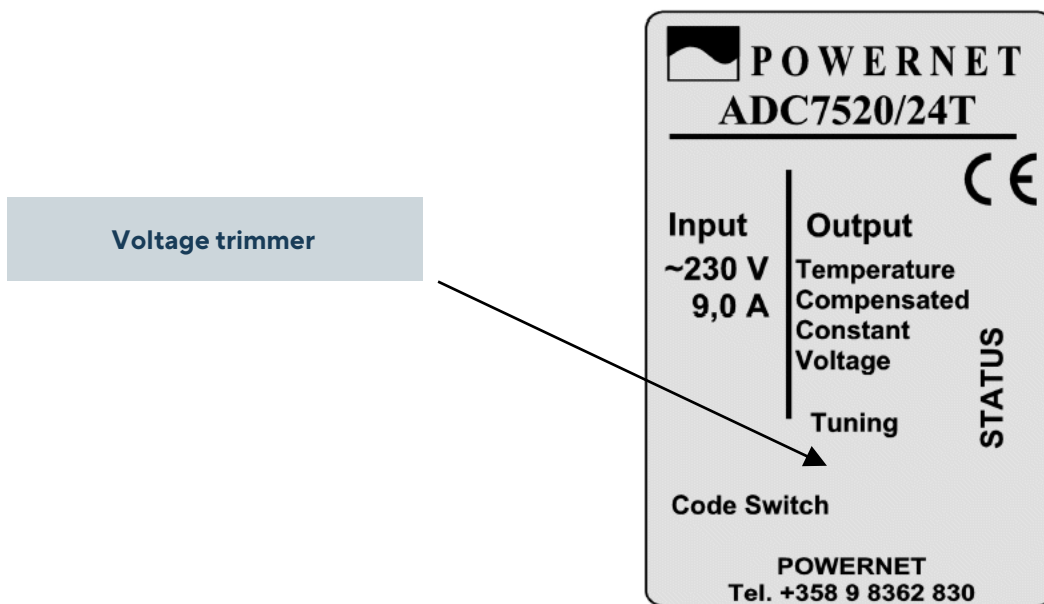 POWERNET
ADC7520/24T
CE
Voltage trimmer
Input
~230 V
9,0 A
Output
Temperature
Compensated
Constant
Voltage
STATUS
Tuning
Code Switch
POWERNET
Tel. +358 9 8362 830